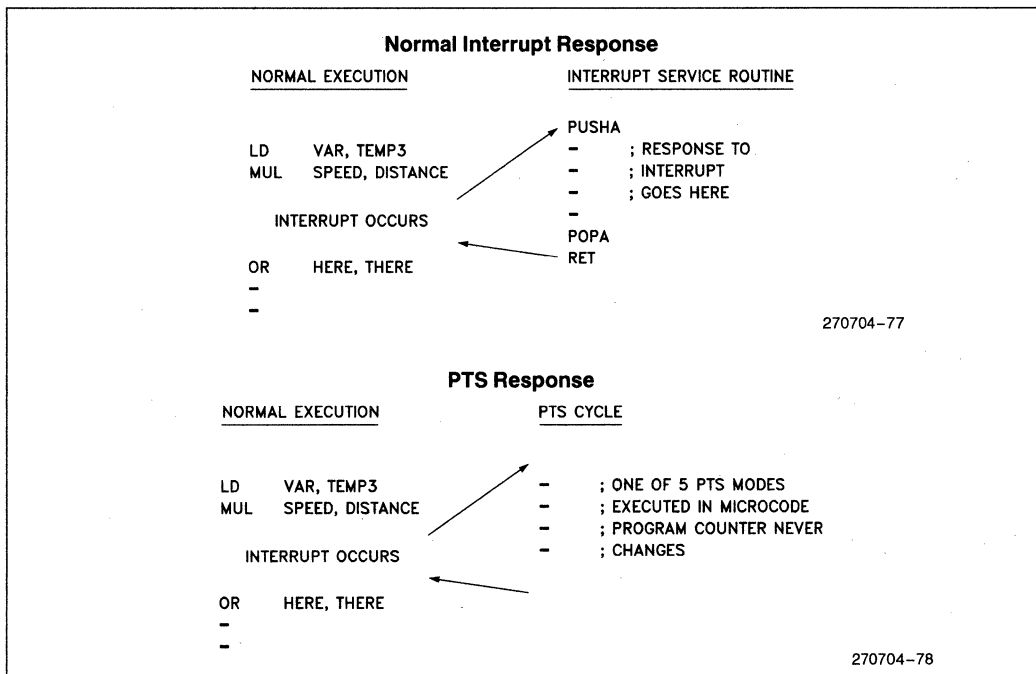 Normal Interrupt Response
NORMAL EXECUTION INTERRUPT SERVICE ROUTINE
PUSHA
LD VAR, TEMP3 - ; RESPONSE TO
MUL SPEED, DISTANCE - ; INTERRUPT
- ; GOES HERE
INTERRUPT OCCURS -
POPA
RET
OR HERE, THERE
-
-
270704-77
PTS Response
NORMAL EXECUTION PTS CYCLE
LD VAR, TEMP3 - ; ONE OF 5 PTS MODES
MUL SPEED, DISTANCE - ; EXECUTED IN MICROCODE
- ; PROGRAM COUNTER NEVER
INTERRUPT OCCURS - ; CHANGES
OR HERE, THERE
-
-
270704-78